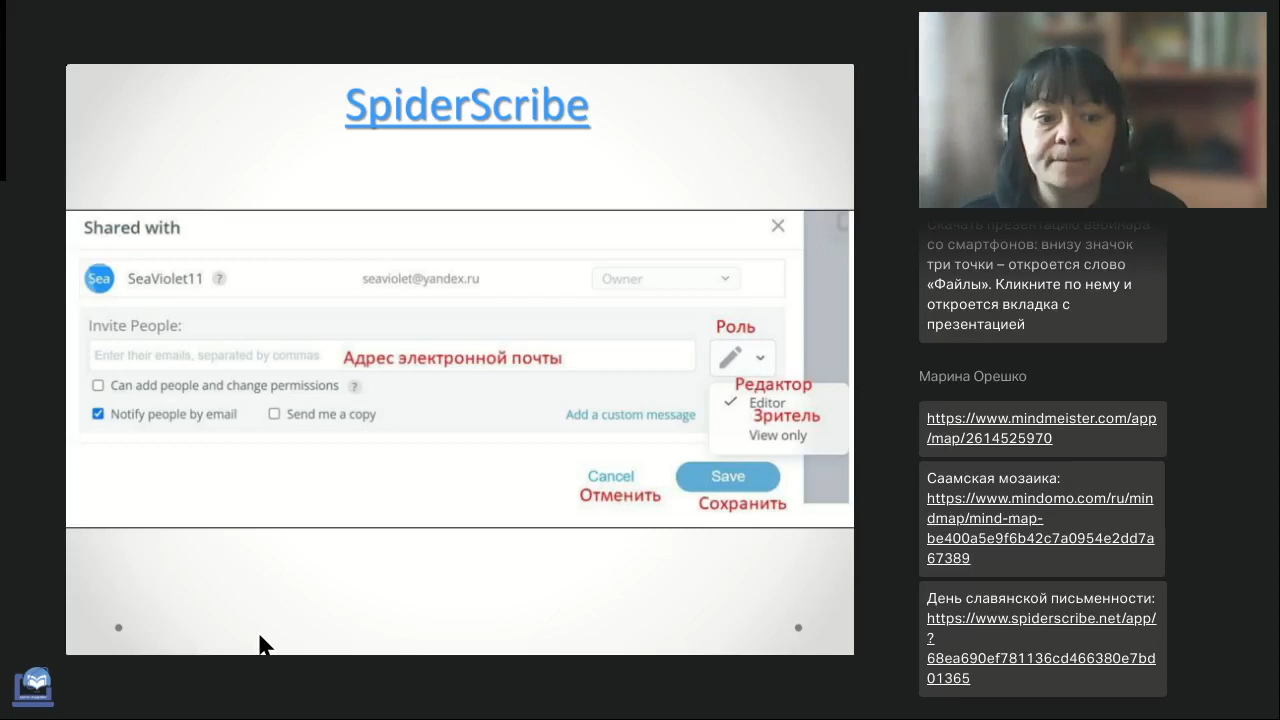 SpiderScribe
Shared with
Sea SeaViolet11 ? seaviolet@yandex.ru Owner
Invite People: Роль
Enter their emails, separated by commas Адрес электронной почты
Can add people and change permissions ? Редактор
Editor
Notify people by email Send me a copy Add a custom message Зритель
View only
Cancel Save
Отменить Сохранить
Скачать презентацию вебинара
со смартфонов: внизу значок
три точки – откроется слово
«Файлы». Кликните по нему и
откроется вкладка с
презентацией
Марина Орешко
https://www.mindmeister.com/app
/map/2614525970
Саамская мозаика:
https://www.mindomo.com/ru/min
dmap/mind-map-
be400a5e9f6b42c7a0954e2dd7a
67389
День славянской письменности:
https://www.spiderscribe.net/app/
?
68ea690ef781136cd466380e7bd
01365